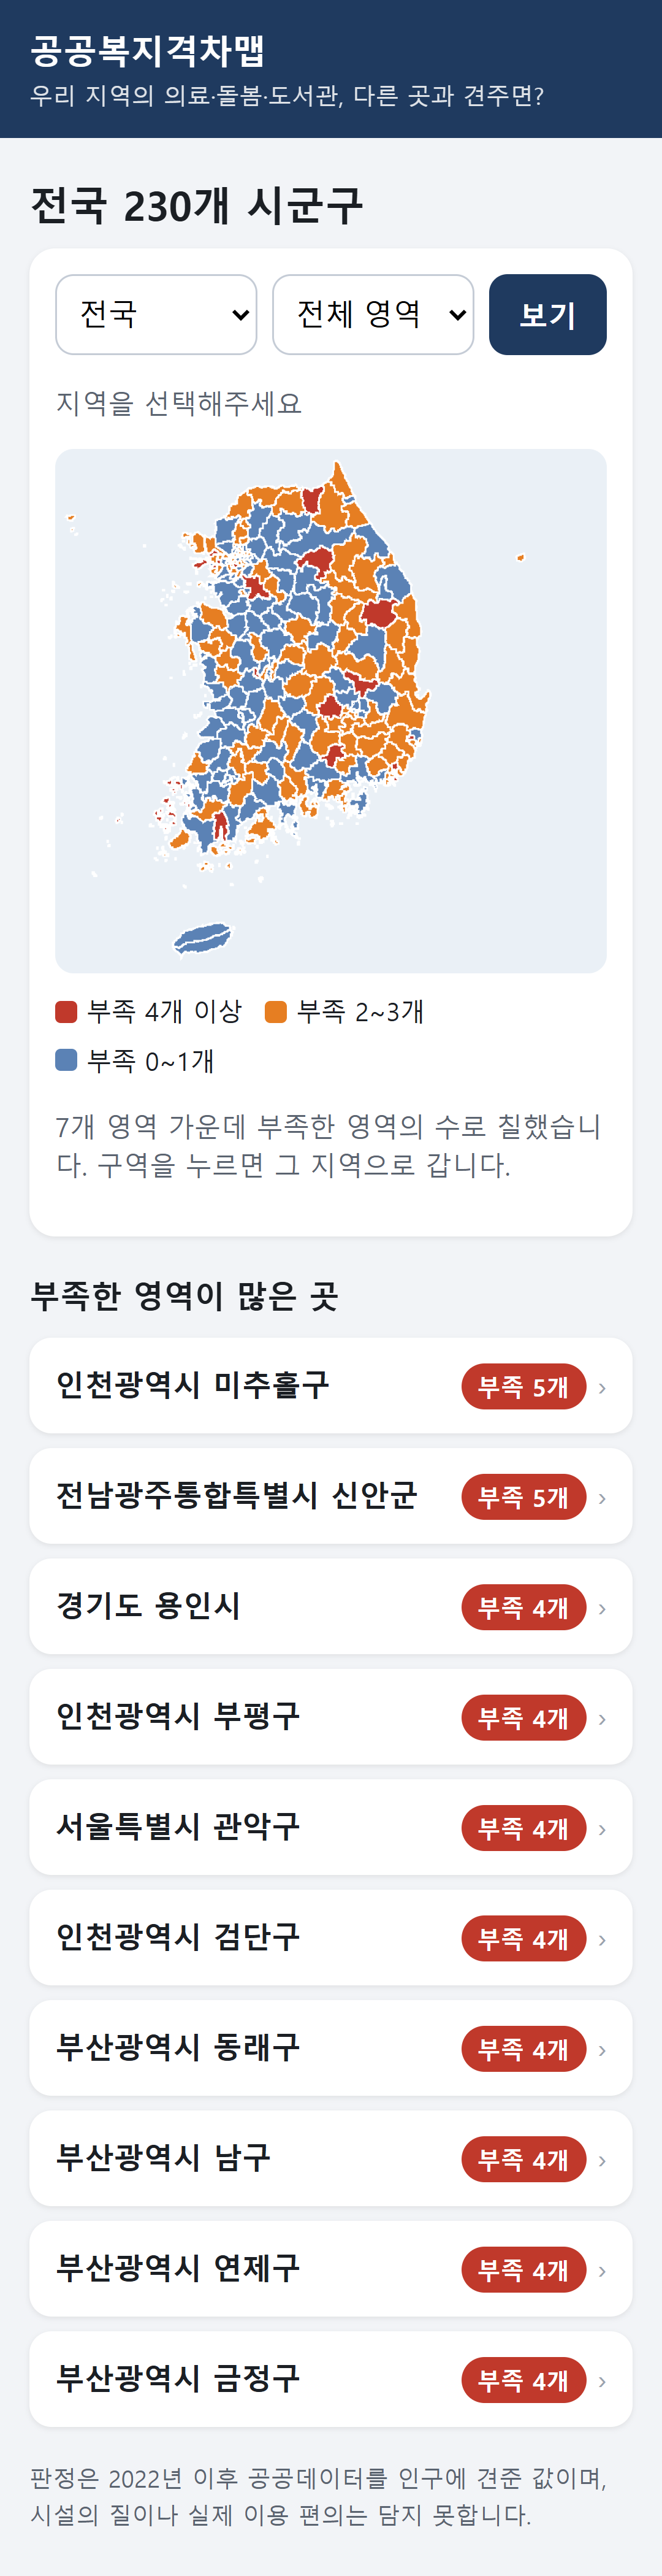 공공복지격차맵
우리 지역의 의료·돌봄·도서관, 다른 곳과 견주면?
전국 230개 시군구
전국
전체 영역
보기
지역을 선택해주세요
부족 4개 이상
부족 2~3개
부족 0~1개
7개 영역 가운데 부족한 영역의 수로 칠했습니
다. 구역을 누르면 그 지역으로 갑니다.
부족한 영역이 많은 곳
인천광역시 미추홀구 부족 5개 ›
전남광주통합특별시 신안군 부족 5개 ›
경기도 용인시 부족 4개 ›
인천광역시 부평구 부족 4개 ›
서울특별시 관악구 부족 4개 ›
인천광역시 검단구 부족 4개 ›
부산광역시 동래구 부족 4개 ›
부산광역시 남구 부족 4개 ›
부산광역시 연제구 부족 4개 ›
부산광역시 금정구 부족 4개 ›
판정은 2022년 이후 공공데이터를 인구에 견준 값이며,
시설의 질이나 실제 이용 편의는 담지 못합니다.